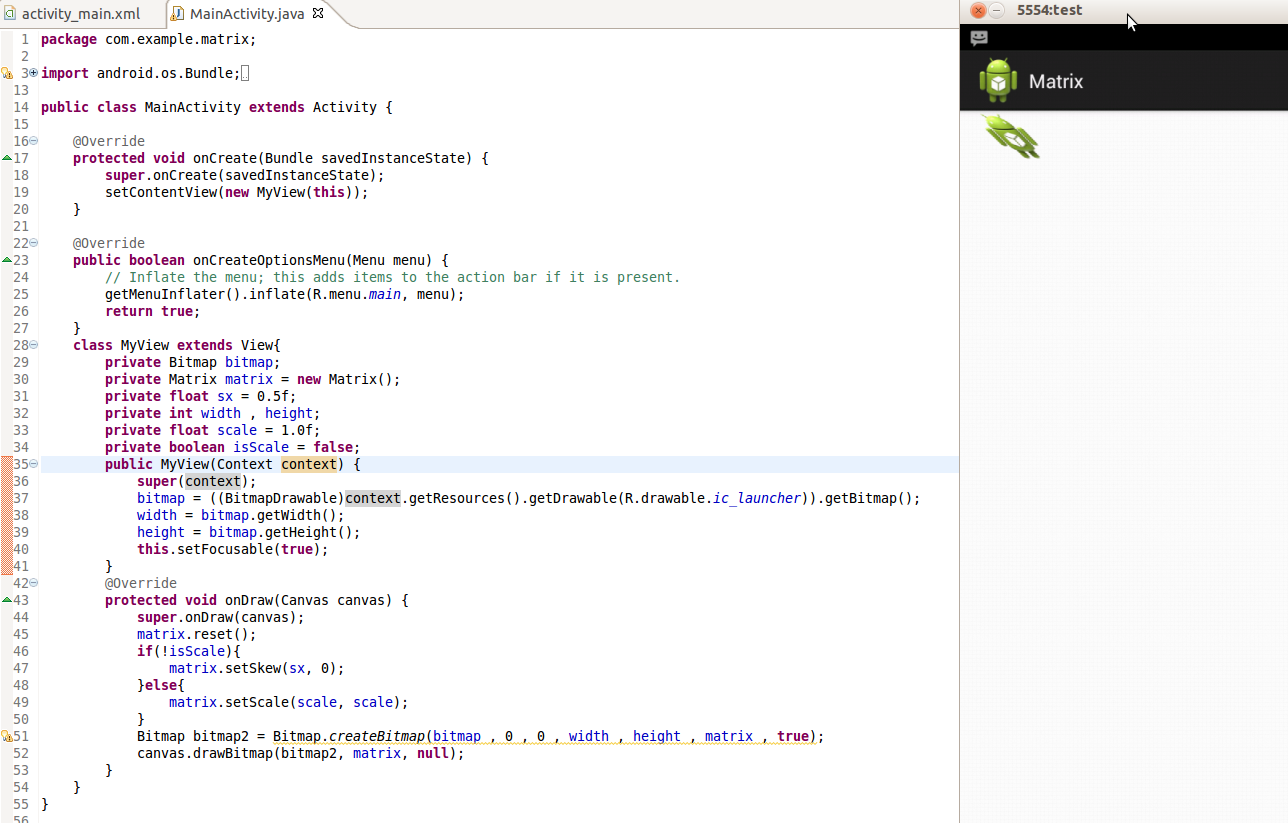 activity_main.xml MainActivity.java
1 package com.example.matrix;
2
3 import android.os.Bundle;
13
14 public class MainActivity extends Activity {
15
16 @Override
17 protected void onCreate(Bundle savedInstanceState) {
18 super.onCreate(savedInstanceState);
19 setContentView(new MyView(this));
20 }
21
22 @Override
23 public boolean onCreateOptionsMenu(Menu menu) {
24 // Inflate the menu; this adds items to the action bar if it is present.
25 getMenuInflater().inflate(R.menu.main, menu);
26 return true;
27 }
28 class MyView extends View{
29 private Bitmap bitmap;
30 private Matrix matrix = new Matrix();
31 private float sx = 0.5f;
32 private int width , height;
33 private float scale = 1.0f;
34 private boolean isScale = false;
35 public MyView(Context context) {
36 super(context);
37 bitmap = ((BitmapDrawable)context.getResources().getDrawable(R.drawable.ic_launcher)).getBitmap();
38 width = bitmap.getWidth();
39 height = bitmap.getHeight();
40 this.setFocusable(true);
41 }
42 @Override
43 protected void onDraw(Canvas canvas) {
44 super.onDraw(canvas);
45 matrix.reset();
46 if(!isScale){
47 matrix.setSkew(sx, 0);
48 }else{
49 matrix.setScale(scale, scale);
50 }
51 Bitmap bitmap2 = Bitmap.createBitmap(bitmap , 0 , 0 , width , height , matrix , true);
52 canvas.drawBitmap(bitmap2, matrix, null);
53 }
54 }
55 }
56
5554:test
Matrix